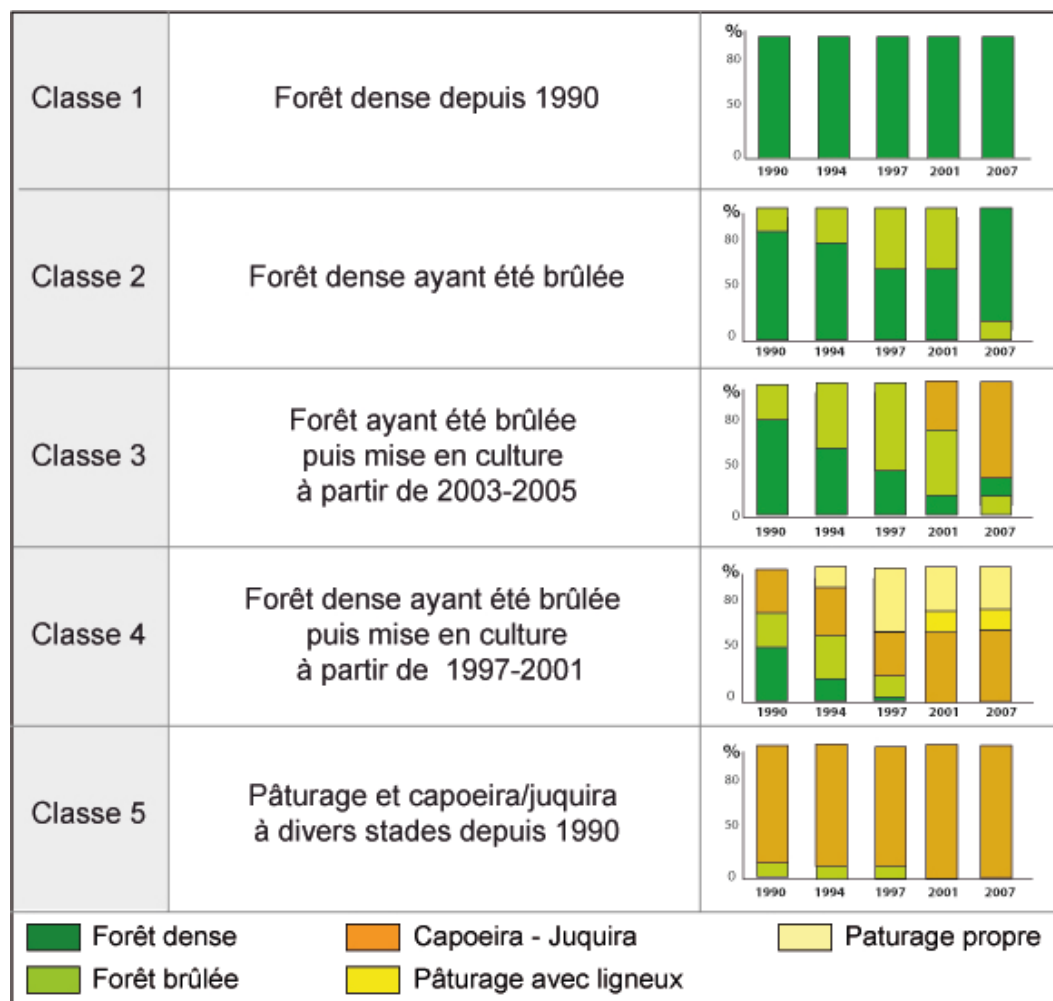 Classe 1
Forêt dense depuis 1990
%
80
50
0
1990 1994 1997 2001 2007
Classe 2
Forêt dense ayant été brûlée
%
80
50
0
1990 1994 1997 2001 2007
Classe 3
Forêt ayant été brûlée
puis mise en culture
à partir de 2003-2005
%
80
50
0
1990 1994 1997 2001 2007
Classe 4
Forêt dense ayant été brûlée
puis mise en culture
à partir de 1997-2001
%
80
50
0
1990 1994 1997 2001 2007
Classe 5
Pâturage et capoeira/juquira
à divers stades depuis 1990
%
80
50
0
1990 1994 1997 2001 2007
Forêt dense Capoeira - Juquira Paturage propre
Forêt brûlée Pâturage avec ligneux